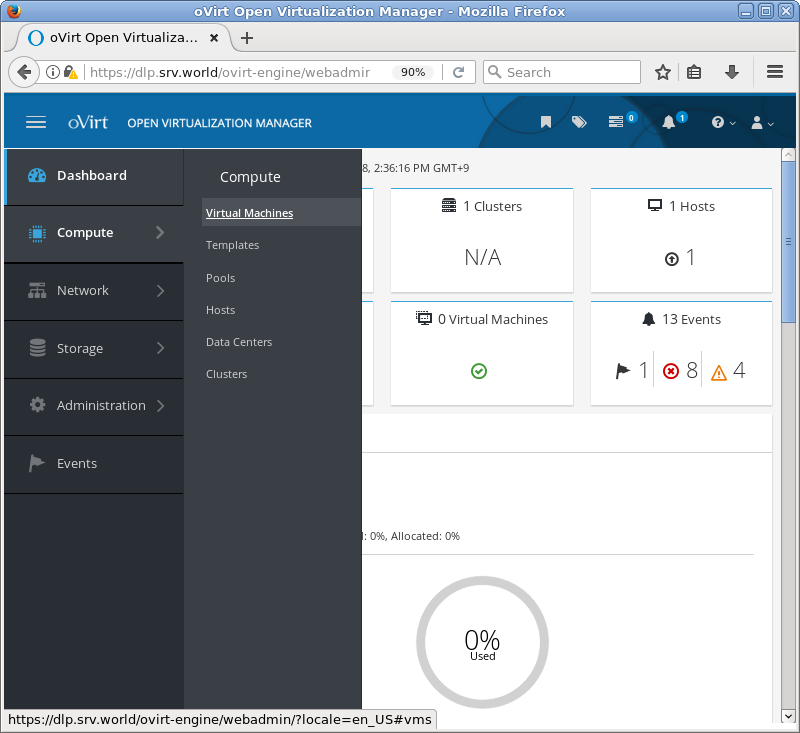 oVirt Open Virtualization Manager - Mozilla Firefox
oVirt Open Virtualiza...
https://dlp.srv.world/ovirt-engine/webadmir
90%
Search
oVirt OPEN VIRTUALIZATION MANAGER
0
1
Dashboard
Compute
Network
Storage
Administration
Events
Compute
Virtual Machines
Templates
Pools
Hosts
Data Centers
Clusters
8, 2:36:16 PM GMT+9
1 Clusters
N/A
1 Hosts
1
0 Virtual Machines
13 Events
1 8 4
: 0%, Allocated: 0%
0%
Used
https://dlp.srv.world/ovirt-engine/webadmin/?locale=en_US#vms